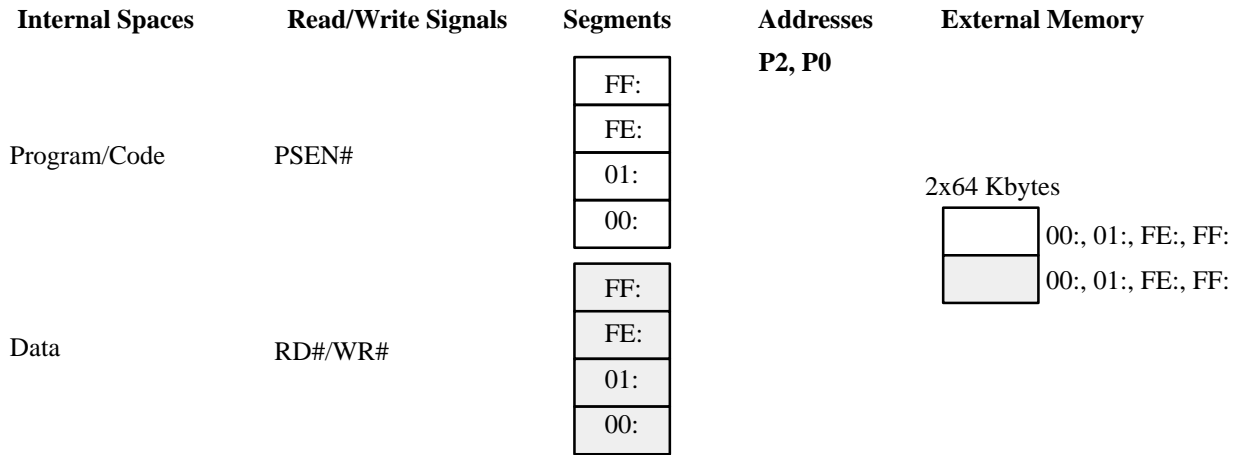 Internal Spaces Read/Write Signals Segments Addresses External Memory
P2, P0
FF:
FE:
Program/Code PSEN#
01:
2x64 Kbytes
00:
00:, 01:, FE:, FF:
00:, 01:, FE:, FF:
FF:
FE:
Data RD#/WR#
01:
00: